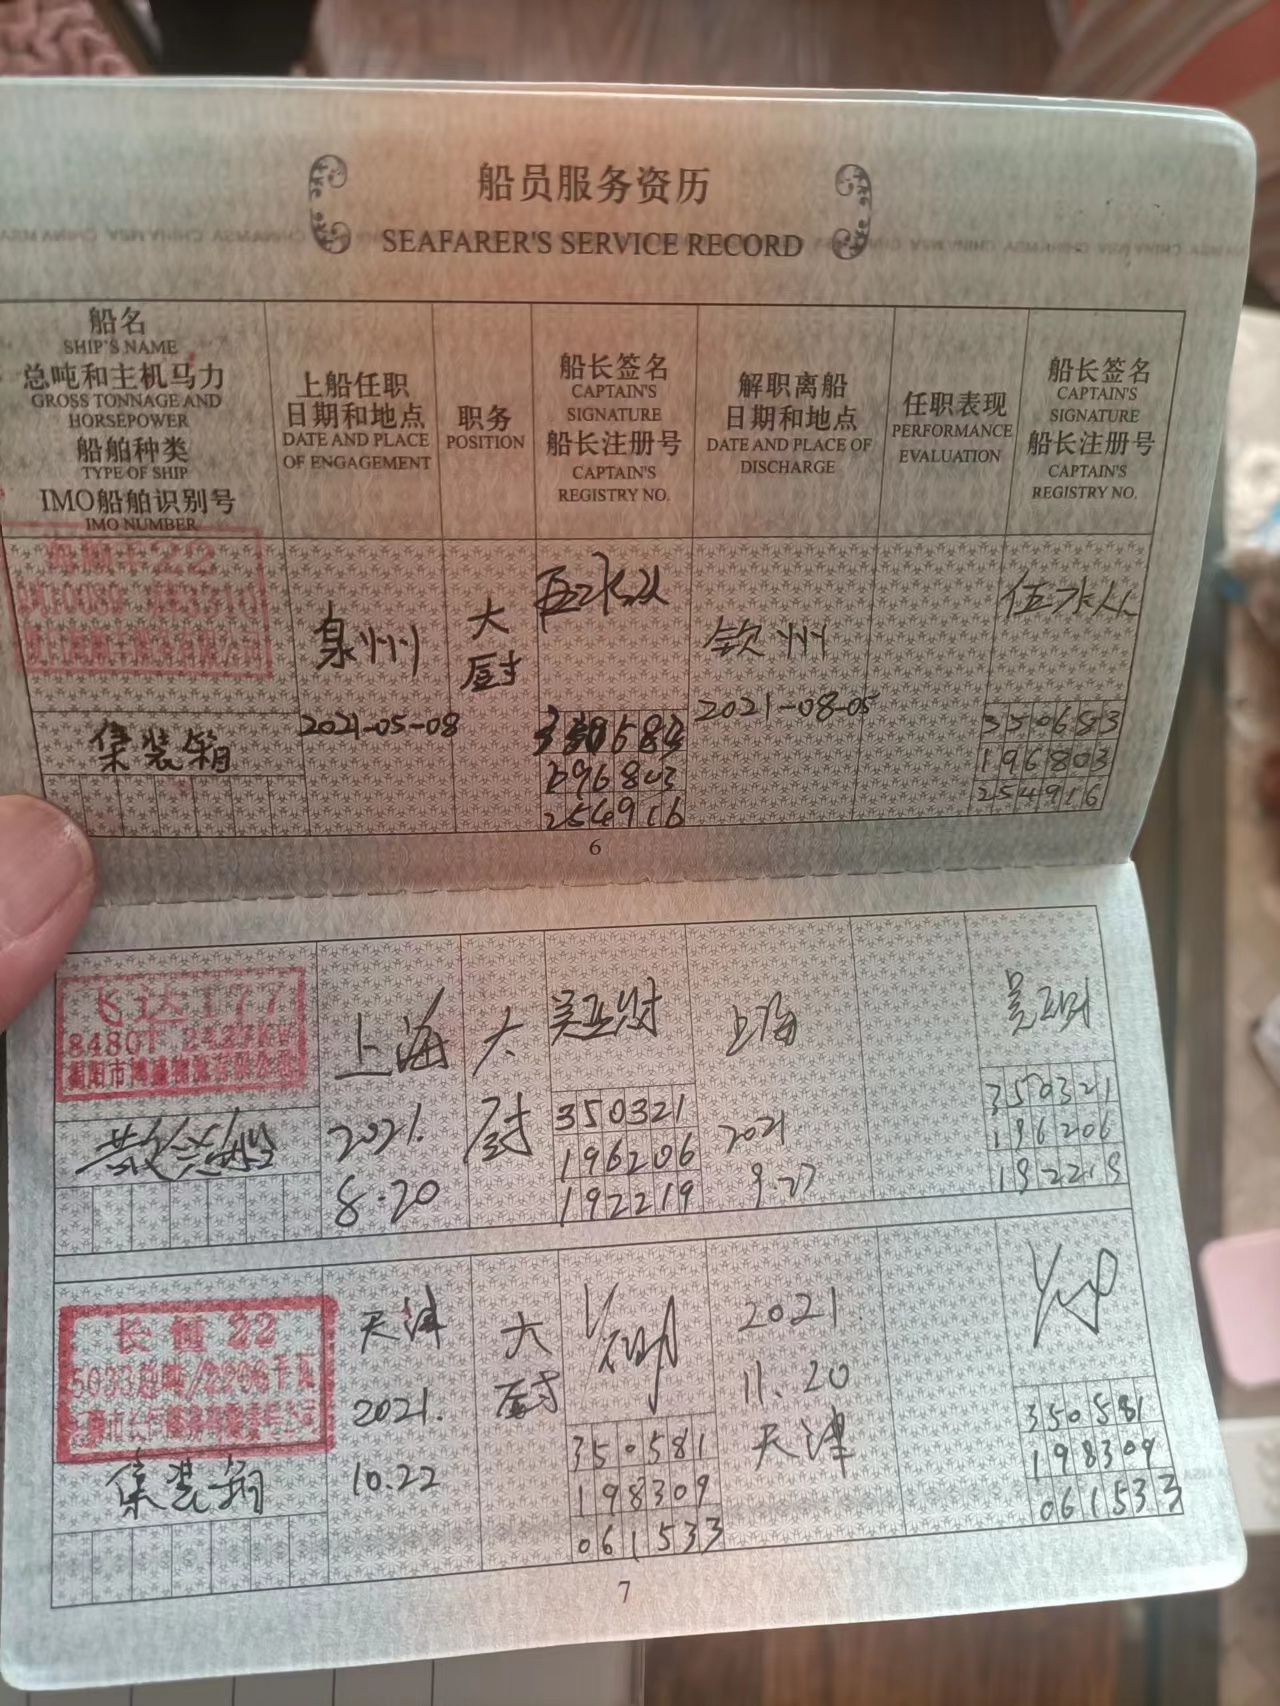 船员服务资历
SEAFARER'S SERVICE RECORD
船名
SHIP'S NAME
总吨和主机马力
GROSS TONNAGE AND
HORSEPOWER
船舶种类
TYPE OF SHIP
IMO船舶识别号
IMO NUMBER
上船任职
日期和地点
DATE AND PLACE
OF ENGAGEMENT
职务
POSITION
船长签名
CAPTAIN'S
SIGNATURE
船长注册号
CAPTAIN'S
REGISTRY NO.
解职离船
日期和地点
DATE AND PLACE OF
DISCHARGE
任职表现
PERFORMANCE
EVALUATION
船长签名
CAPTAIN'S
SIGNATURE
船长注册号
CAPTAIN'S
REGISTRY NO.
22
集装箱
泉州
2021-05-08
大
厨
196803
254916
钦州
2021-08-05
350683
196803
254916
6
飞达177
8480T 2427KW
散货船
上海
2021.
8.20
大
厨
350321
196206
192219
上海
2021.
9.27
350321
196206
192219
长恒22
集装箱
天津
2021.
10.22
大
厨
350581
198309
061533
2021.
11.20
天津
350581
198309
061533
7